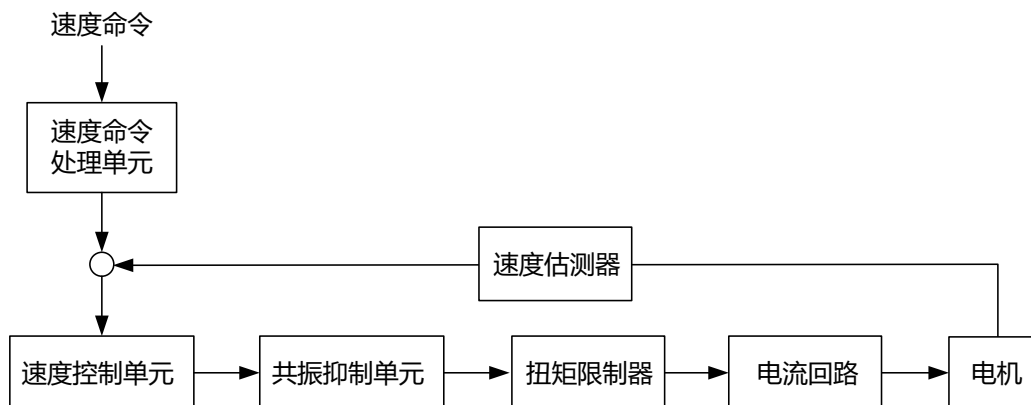 速度命令
速度命令
处理单元
速度估测器
速度控制单元
共振抑制单元
扭矩限制器
电流回路
电机